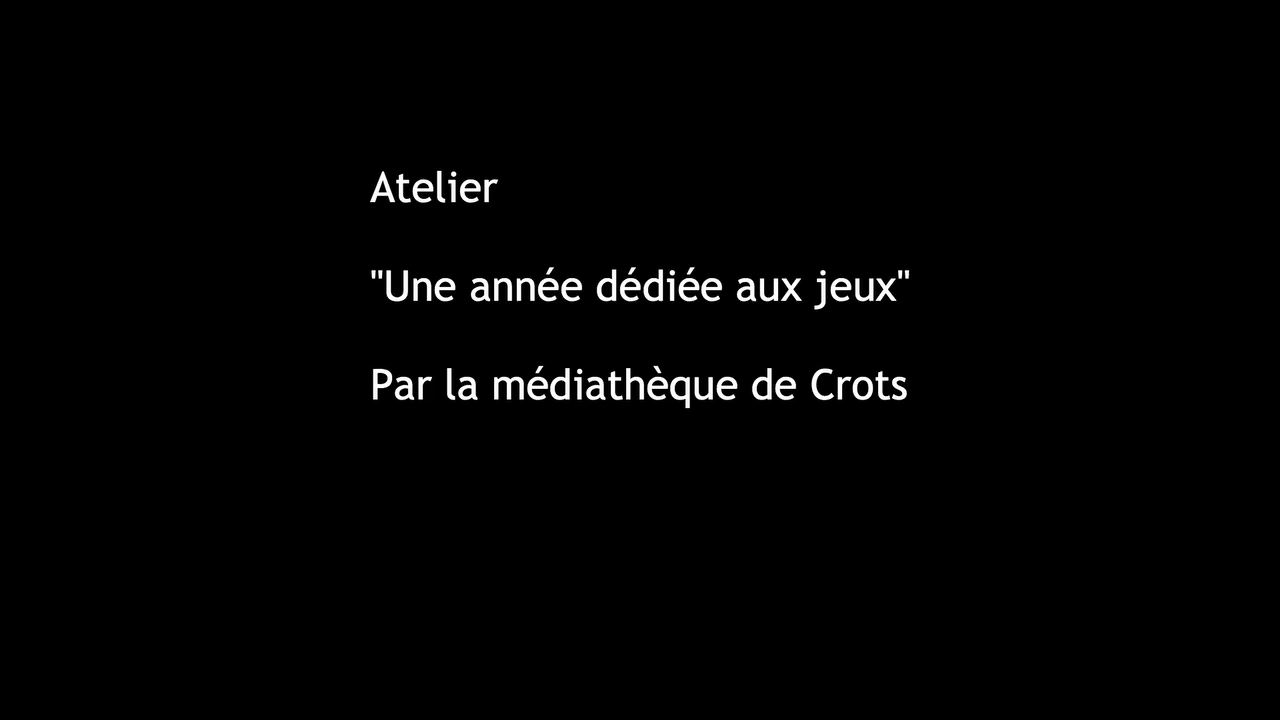 Atelier
"Une année dédiée aux jeux"
Par la médiathèque de Crots